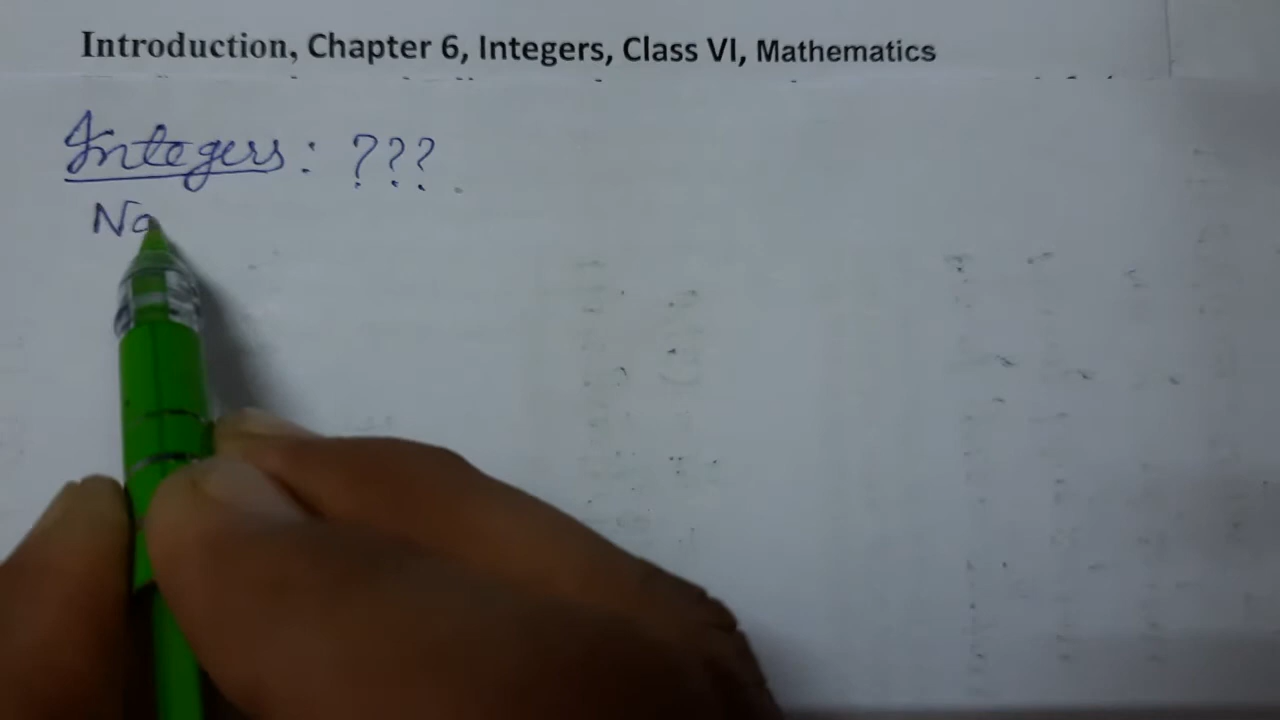 Introduction, Chapter 6, Integers, Class VI, Mathematics
Integers: ???
Na